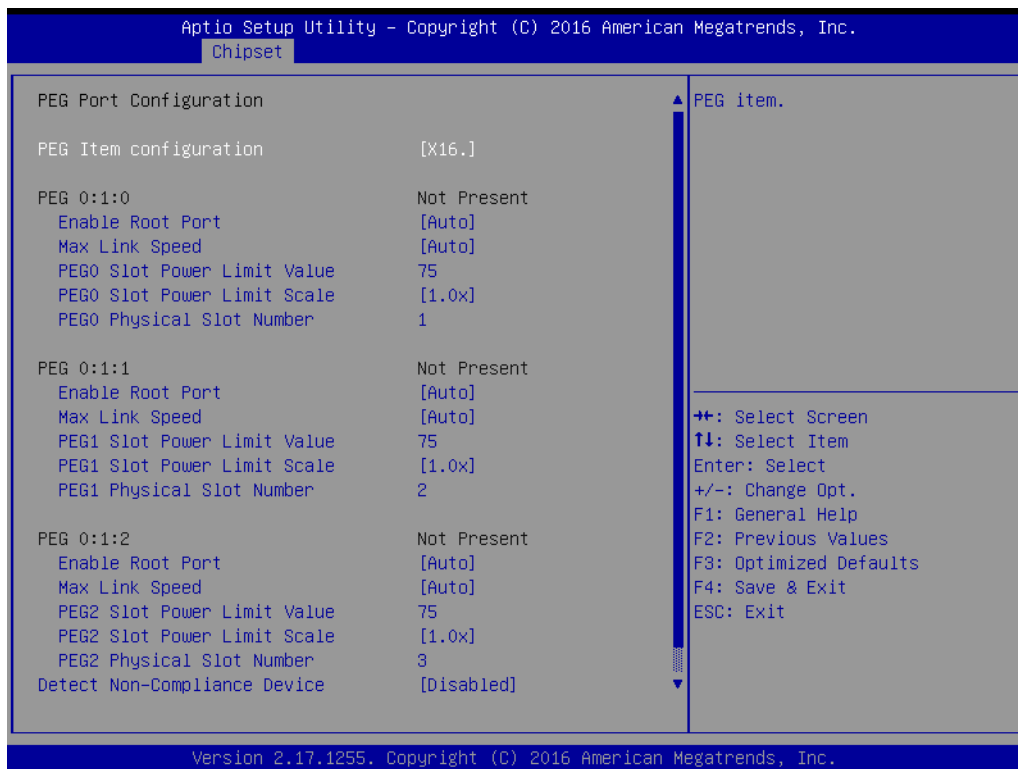 Aptio Setup Utility – Copyright (C) 2016 American Megatrends, Inc.
Chipset
PEG Port Configuration
PEG Item configuration [X16.]
PEG 0:1:0 Not Present
Enable Root Port [Auto]
Max Link Speed [Auto]
PEG0 Slot Power Limit Value 75
PEG0 Slot Power Limit Scale [1.0x]
PEG0 Physical Slot Number 1
PEG 0:1:1 Not Present
Enable Root Port [Auto]
Max Link Speed [Auto]
PEG1 Slot Power Limit Value 75
PEG1 Slot Power Limit Scale [1.0x]
PEG1 Physical Slot Number 2
PEG 0:1:2 Not Present
Enable Root Port [Auto]
Max Link Speed [Auto]
PEG2 Slot Power Limit Value 75
PEG2 Slot Power Limit Scale [1.0x]
PEG2 Physical Slot Number 3
Detect Non-Compliance Device [Disabled]
PEG item.
→←: Select Screen
↑↓: Select Item
Enter: Select
+/-: Change Opt.
F1: General Help
F2: Previous Values
F3: Optimized Defaults
F4: Save & Exit
ESC: Exit
Version 2.17.1255. Copyright (C) 2016 American Megatrends, Inc.